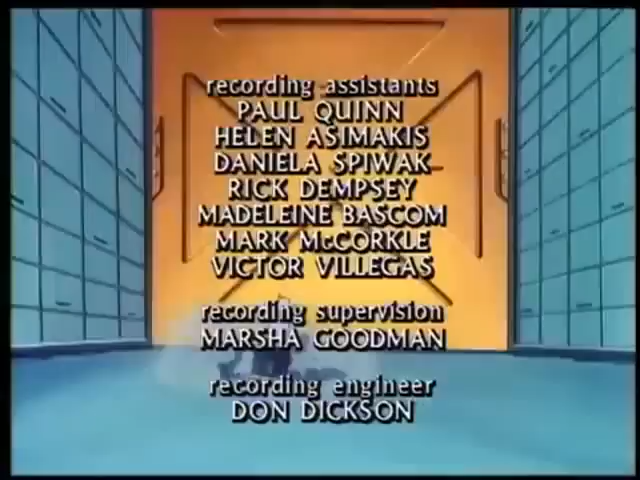 recording assistants
PAUL QUINN
HELEN ASIMAKIS
DANIELA SPIWAK
RICK DEMPSEY
MADELEINE BASCOM
MARK McCORKLE
VICTOR VILLEGAS
recording supervision
MARSHA GOODMAN
recording engineer
DON DICKSON